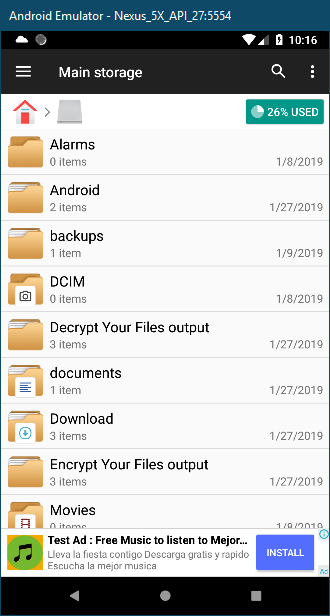 Android Emulator - Nexus_5X_API_27:5554
10:16
Main storage
26% USED
Alarms
0 items 1/8/2019
Android
2 items 1/27/2019
backups
1 item 1/9/2019
DCIM
0 items 1/8/2019
Decrypt Your Files output
3 items 1/27/2019
documents
1 item 1/27/2019
Download
3 items 1/27/2019
Encrypt Your Files output
3 items 1/27/2019
Movies
0 items 1/8/2019
Test Ad : Free Music to listen to Mejor...
Lleva la fiesta contigo Descarga gratis y rapido
Escucha la mejor musica
INSTALL
Ad